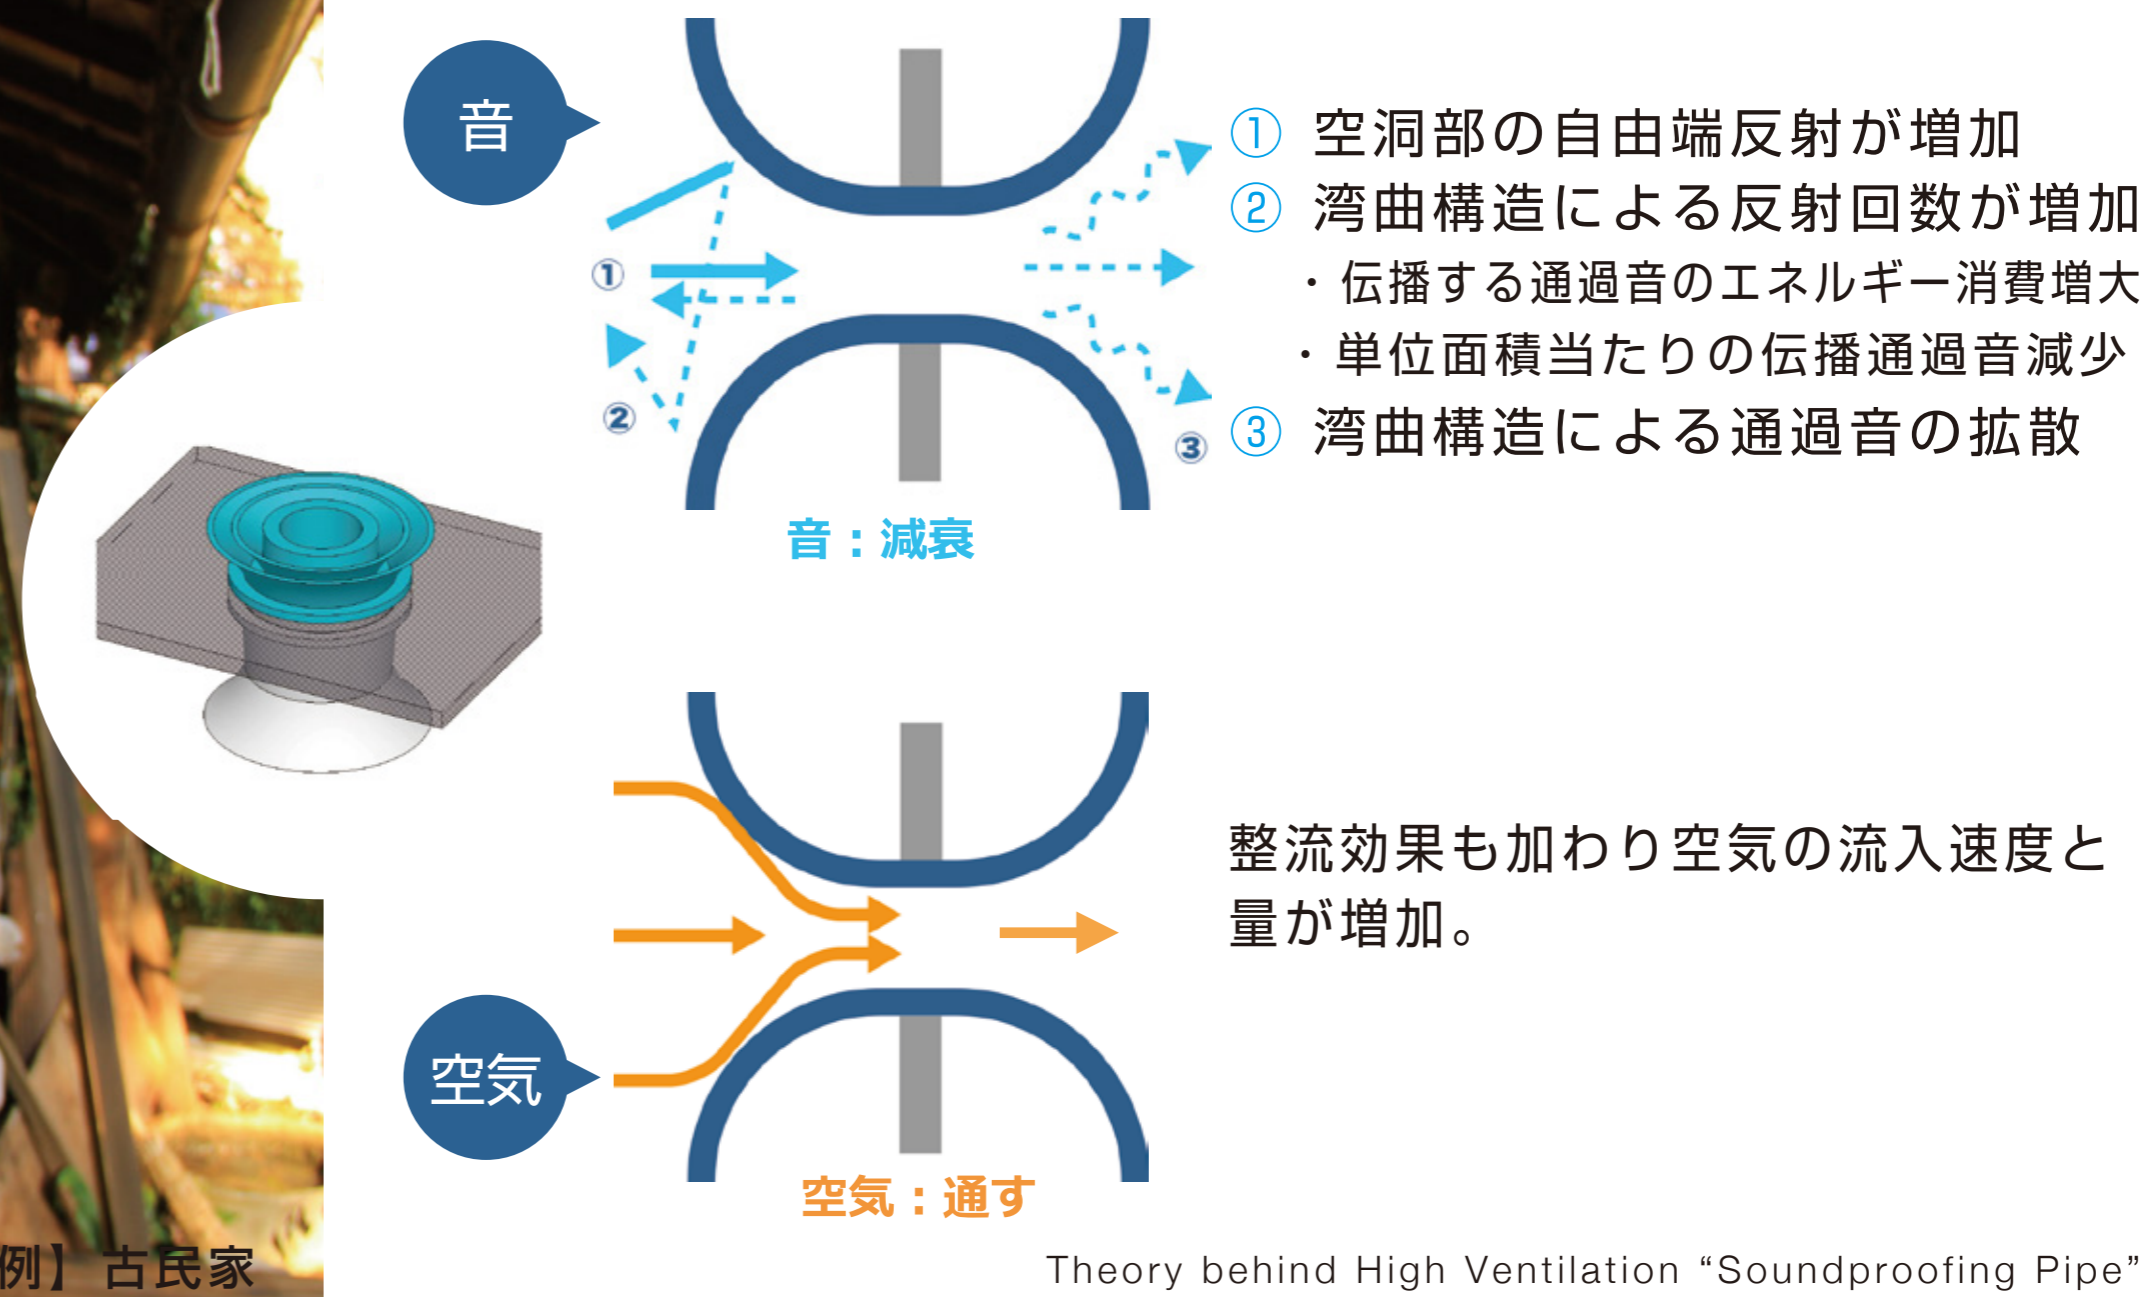 音
① 空洞部の自由端反射が増加
② 湾曲構造による反射回数が増加
・伝播する通過音のエネルギー消費増大
・単位面積当たりの伝播通過音減少
③ 湾曲構造による通過音の拡散
①
②
③
音：減衰
整流効果も加わり空気の流入速度と
量が増加。
空気
空気：通す
例】古民家
Theory behind High Ventilation “Soundproofing Pipe”